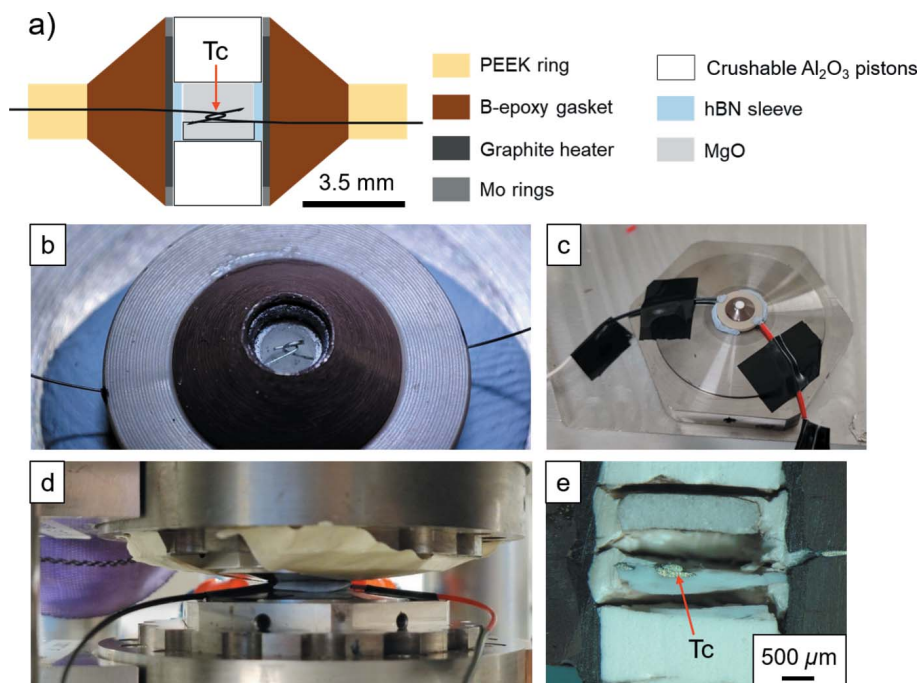 a)
Tc
PEEK ring
B-epoxy gasket
Graphite heater
Mo rings
Crushable Al₂O₃ pistons
hBN sleeve
MgO
3.5 mm
b
c
d
e
Tc
500 µm